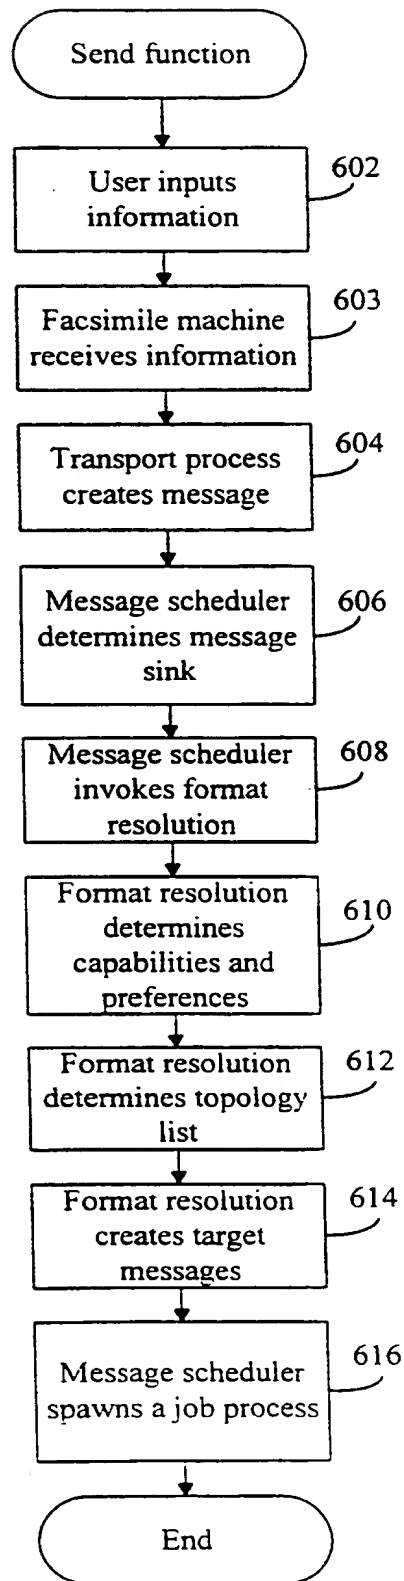 Send function
User inputs
information
602
Facsimile machine
receives information
603
Transport process
creates message
604
Message scheduler
determines message
sink
606
Message scheduler
invokes format
resolution
608
Format resolution
determines
capabilities and
preferences
610
Format resolution
determines topology
list
612
Format resolution
creates target
messages
614
Message scheduler
spawns a job process
616
End